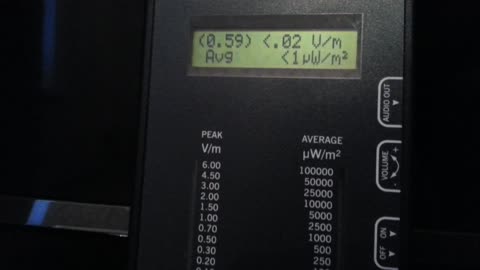 (0.59) <.02 V/m
Avg <1µW/m²
AUDIO OUT
VOLUME
- +
OFF ON
PEAK
V/m
AVERAGE
µW/m²
6.00 100000
4.50 50000
3.00 25000
2.00 10000
1.50 5000
1.00 2500
0.70 1000
0.50 500
0.30 250
0.20 100